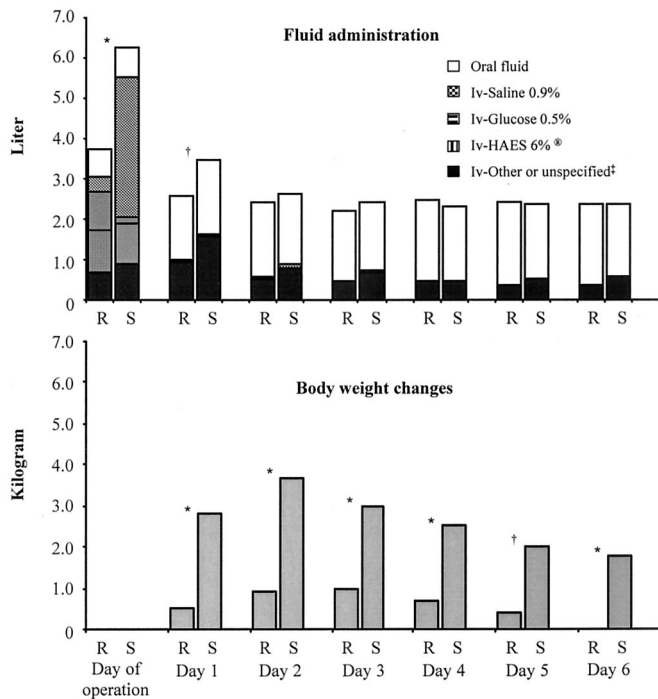 7.0
6.0
5.0
4.0
3.0
2.0
1.0
0
Liter
Fluid administration
Oral fluid
Iv-Saline 0.9%
Iv-Glucose 0.5%
Iv-HAES 6% ®
Iv-Other or unspecified‡
*
†
R S R S R S R S R S R S R S
7.0
6.0
5.0
4.0
3.0
2.0
1.0
0
Kilogram
Body weight changes
* * * * † *
R S R S R S R S R S R S R S
Day of operation Day 1 Day 2 Day 3 Day 4 Day 5 Day 6